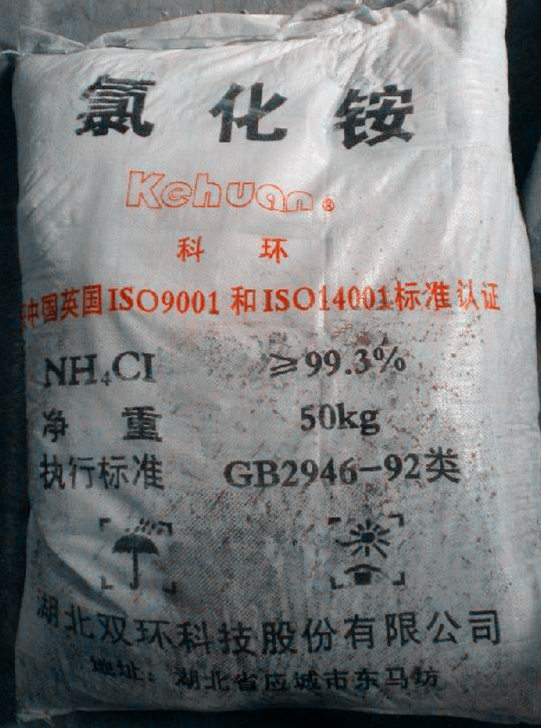 氯化铵
Kehuan®
科环
中国英国ISO9001和ISO14001标准认证
NH₄Cl ≥99.3%
净重 50kg
执行标准 GB2946-92类
湖北双环科技股份有限公司
地址：湖北省应城市东马坊